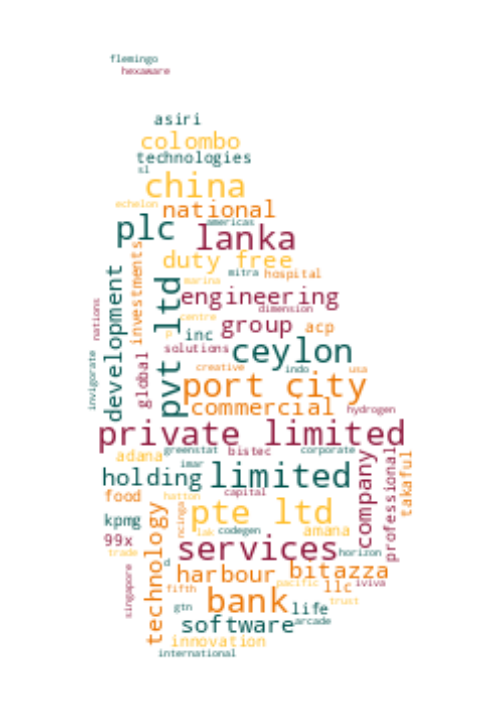 flemingo
hexaware
asiri
colombo
technologies
sl
china
echelon
national
plc
americas
lanka
duty free
mitra
hospital
marina
investments
development
ltd
engineering
dimension
nations
centre
group
acp
inc
p
solutions
ceylon
global
invigorate
pvt
creative
indo
usa
port city
commercial
hydrogen
private limited
greenstat
bistec
corporate
adana
imar
holding
limited
company
professional
takaful
capital
food
hatton
pte ltd
kpmg
ncinga
technology
lak
codegen
amana
99x
services
horizon
trade
d
singapore
harbour
bitazza
pacific
llc
iviva
fifth
bank
trust
gtn
life
software
arcade
innovation
international